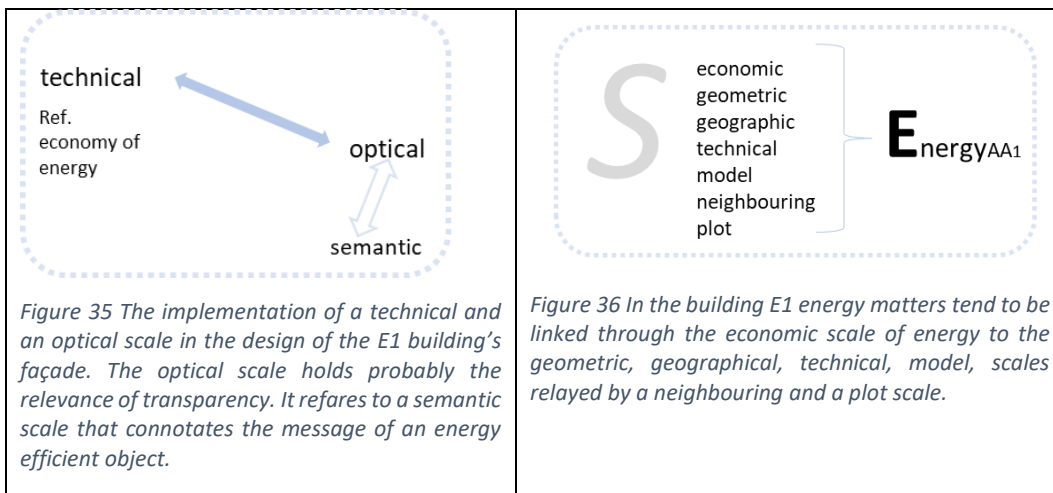 technical
Ref.
economy of
energy
optical
semantic
Figure 35 The implementation of a technical and
an optical scale in the design of the E1 building’s
façade. The optical scale holds probably the
relevance of transparency. It refares to a semantic
scale that connotates the message of an energy
efficient object.
S
economic
geometric
geographic
technical
model
neighbouring
plot
EnergyAA1
Figure 36 In the building E1 energy matters tend to be
linked through the economic scale of energy to the
geometric, geographical, technical, model, scales
relayed by a neighbouring and a plot scale.